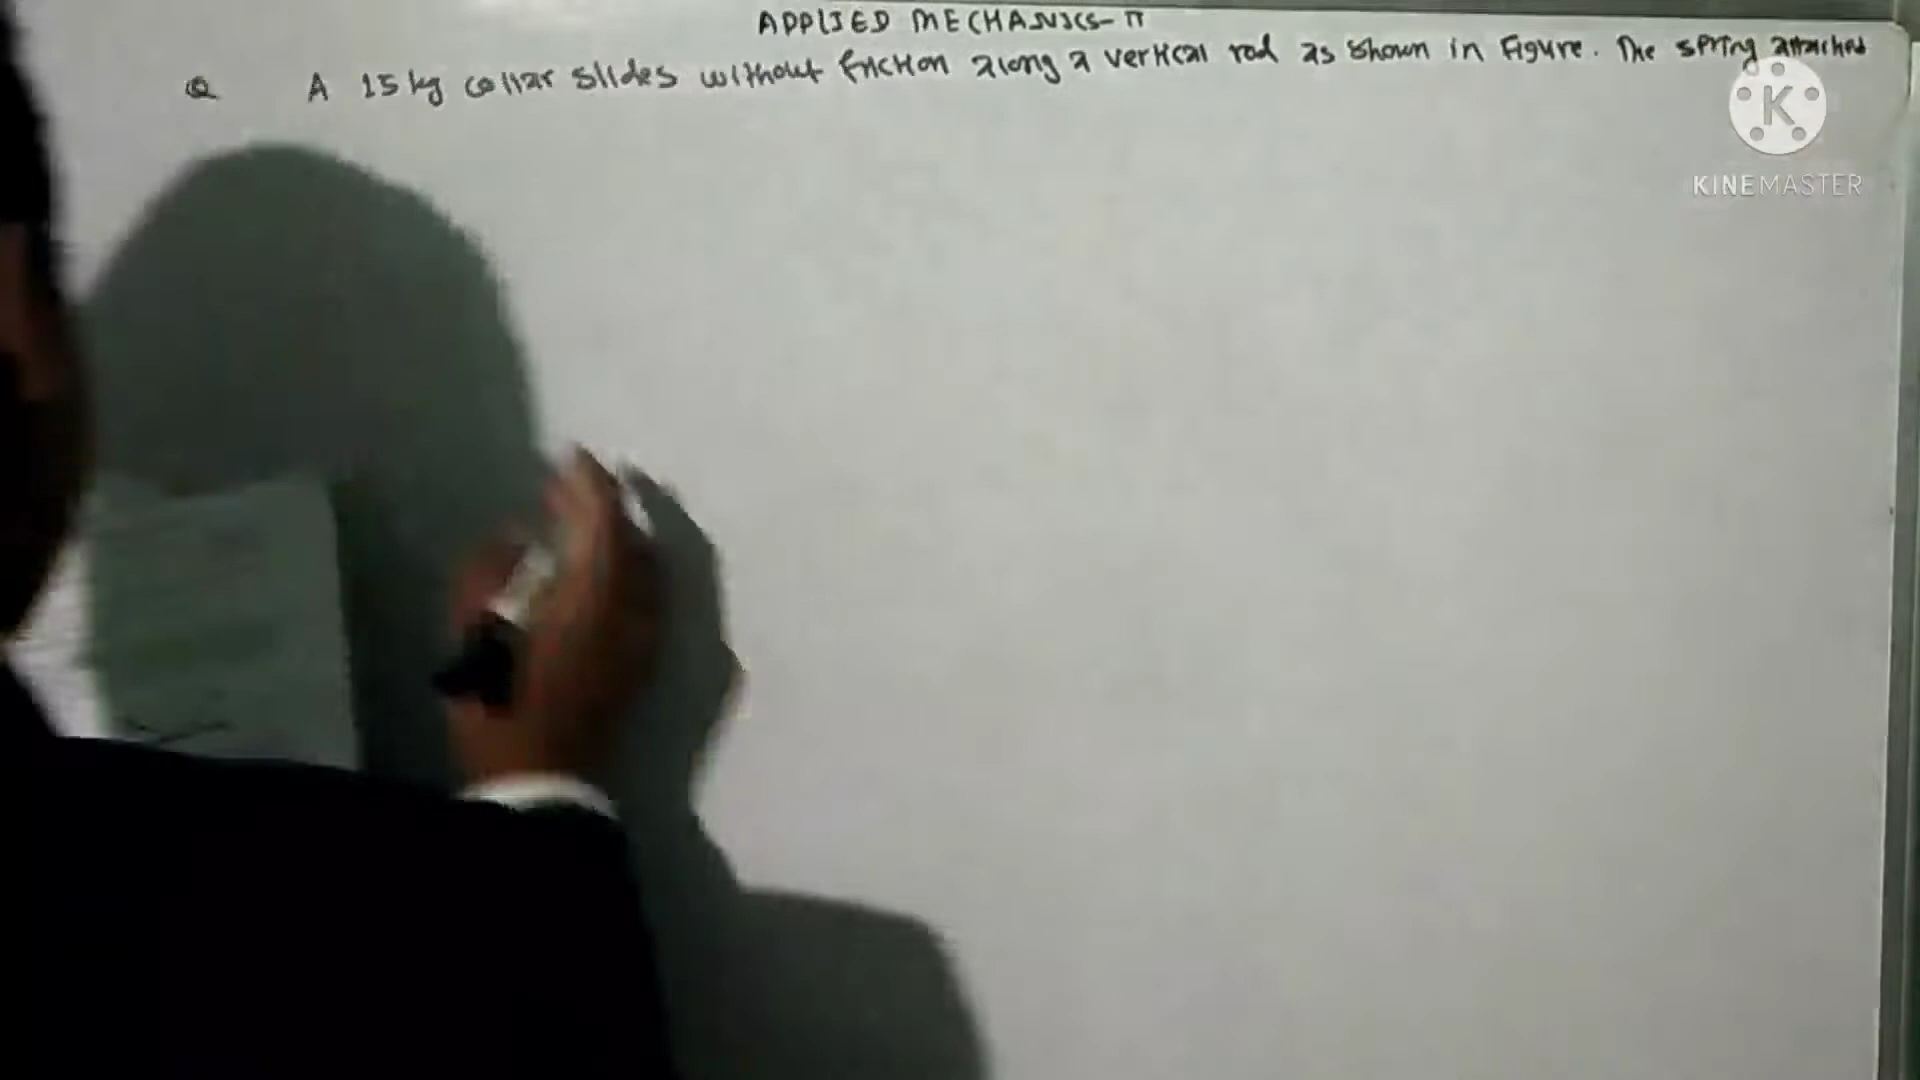 APPLIED MECHANICS-II
Q A 15 kg collar slides without friction along a vertical rod as shown in Figure. The spring attached
K
KINEMASTER